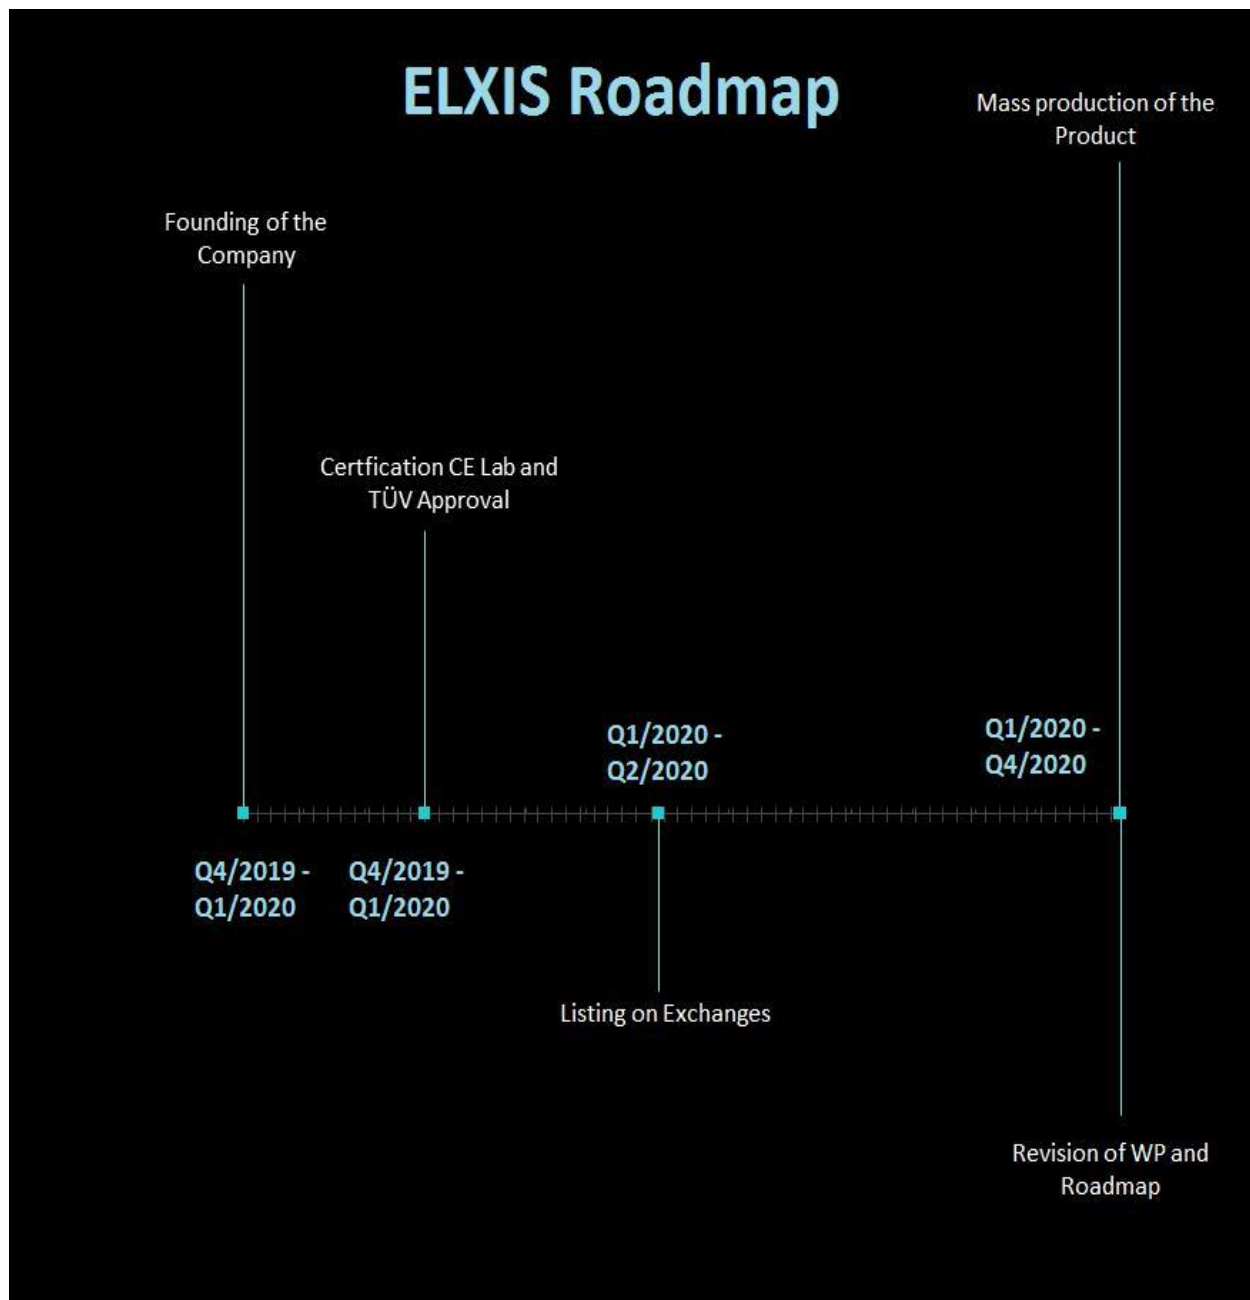 ELXIS Roadmap
Mass production of the
Product
Founding of the
Company
Certfication CE Lab and
TÜV Approval
Q1/2020 -
Q2/2020
Q1/2020 -
Q4/2020
Q4/2019 -
Q1/2020
Q4/2019 -
Q1/2020
Listing on Exchanges
Revision of WP and
Roadmap